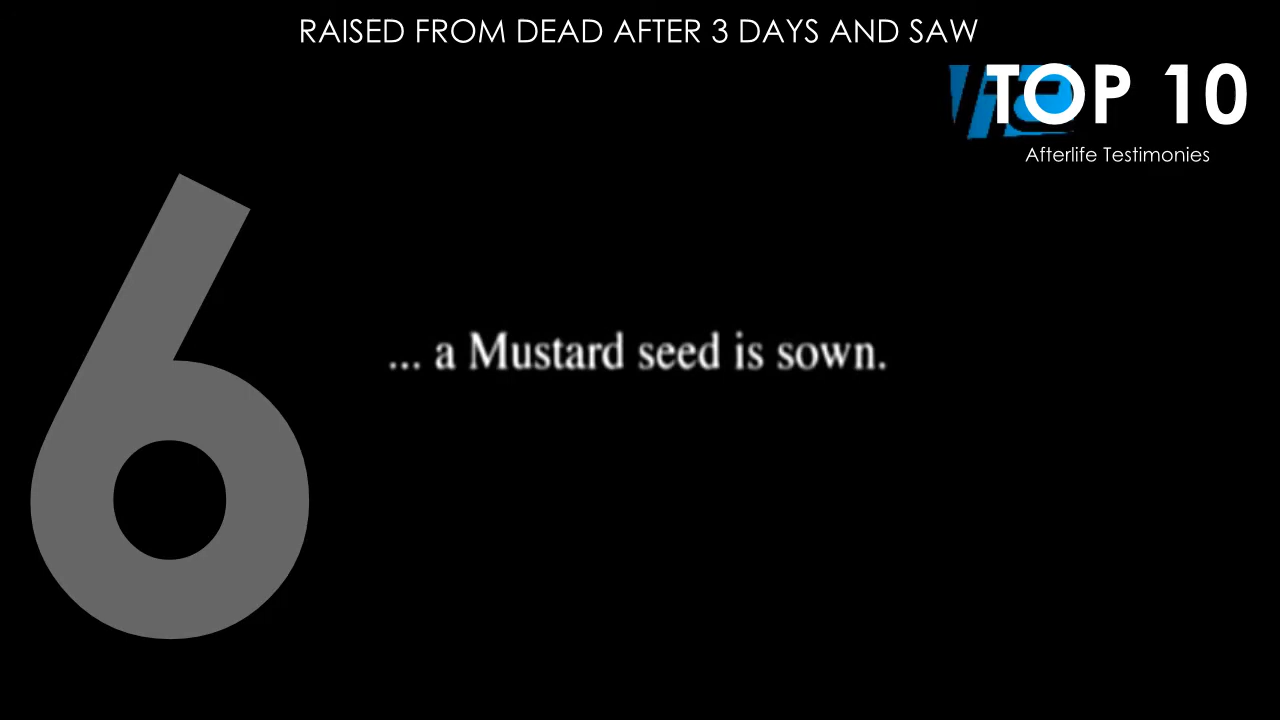 RAISED FROM DEAD AFTER 3 DAYS AND SAW
TOP 10
Afterlife Testimonies
6
... a Mustard seed is sown.